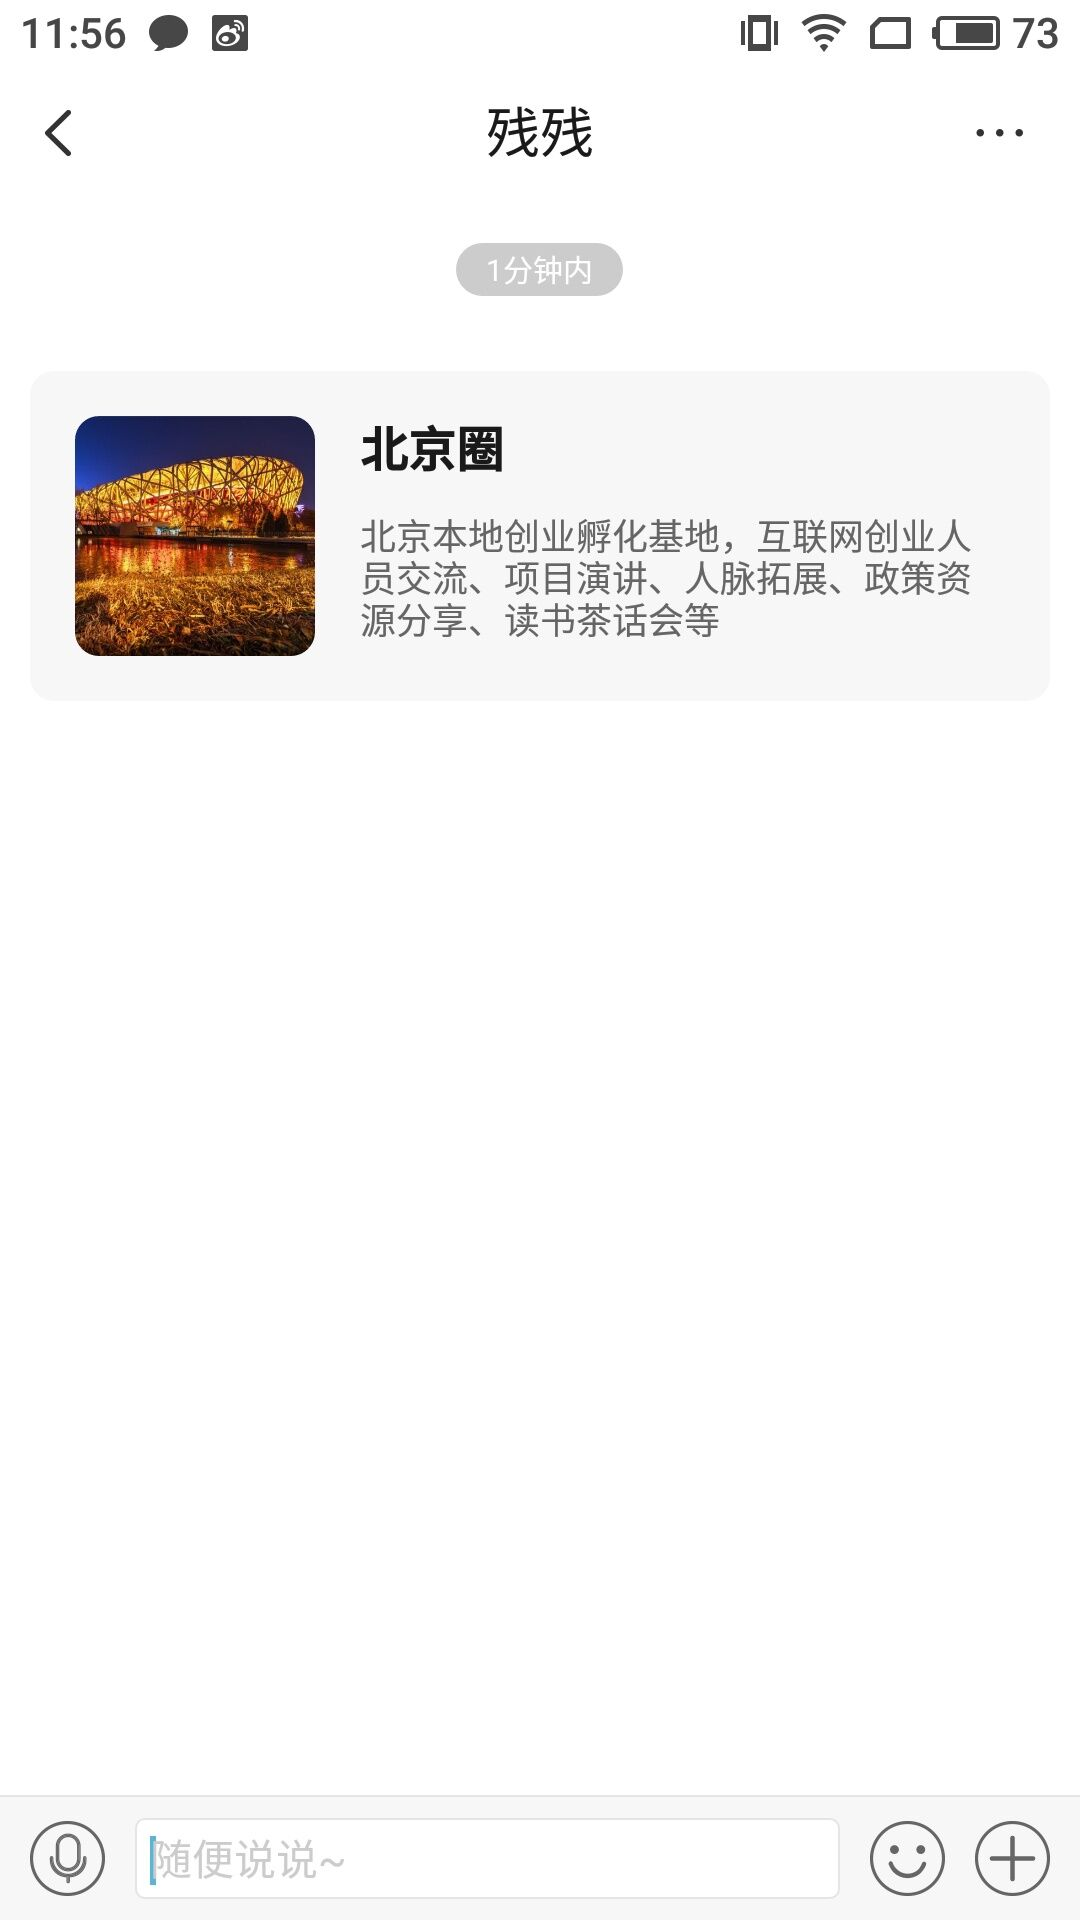 11:56
73
残残
1分钟内
北京圈
北京本地创业孵化基地，互联网创业人
员交流、项目演讲、人脉拓展、政策资
源分享、读书茶话会等
随便说说~